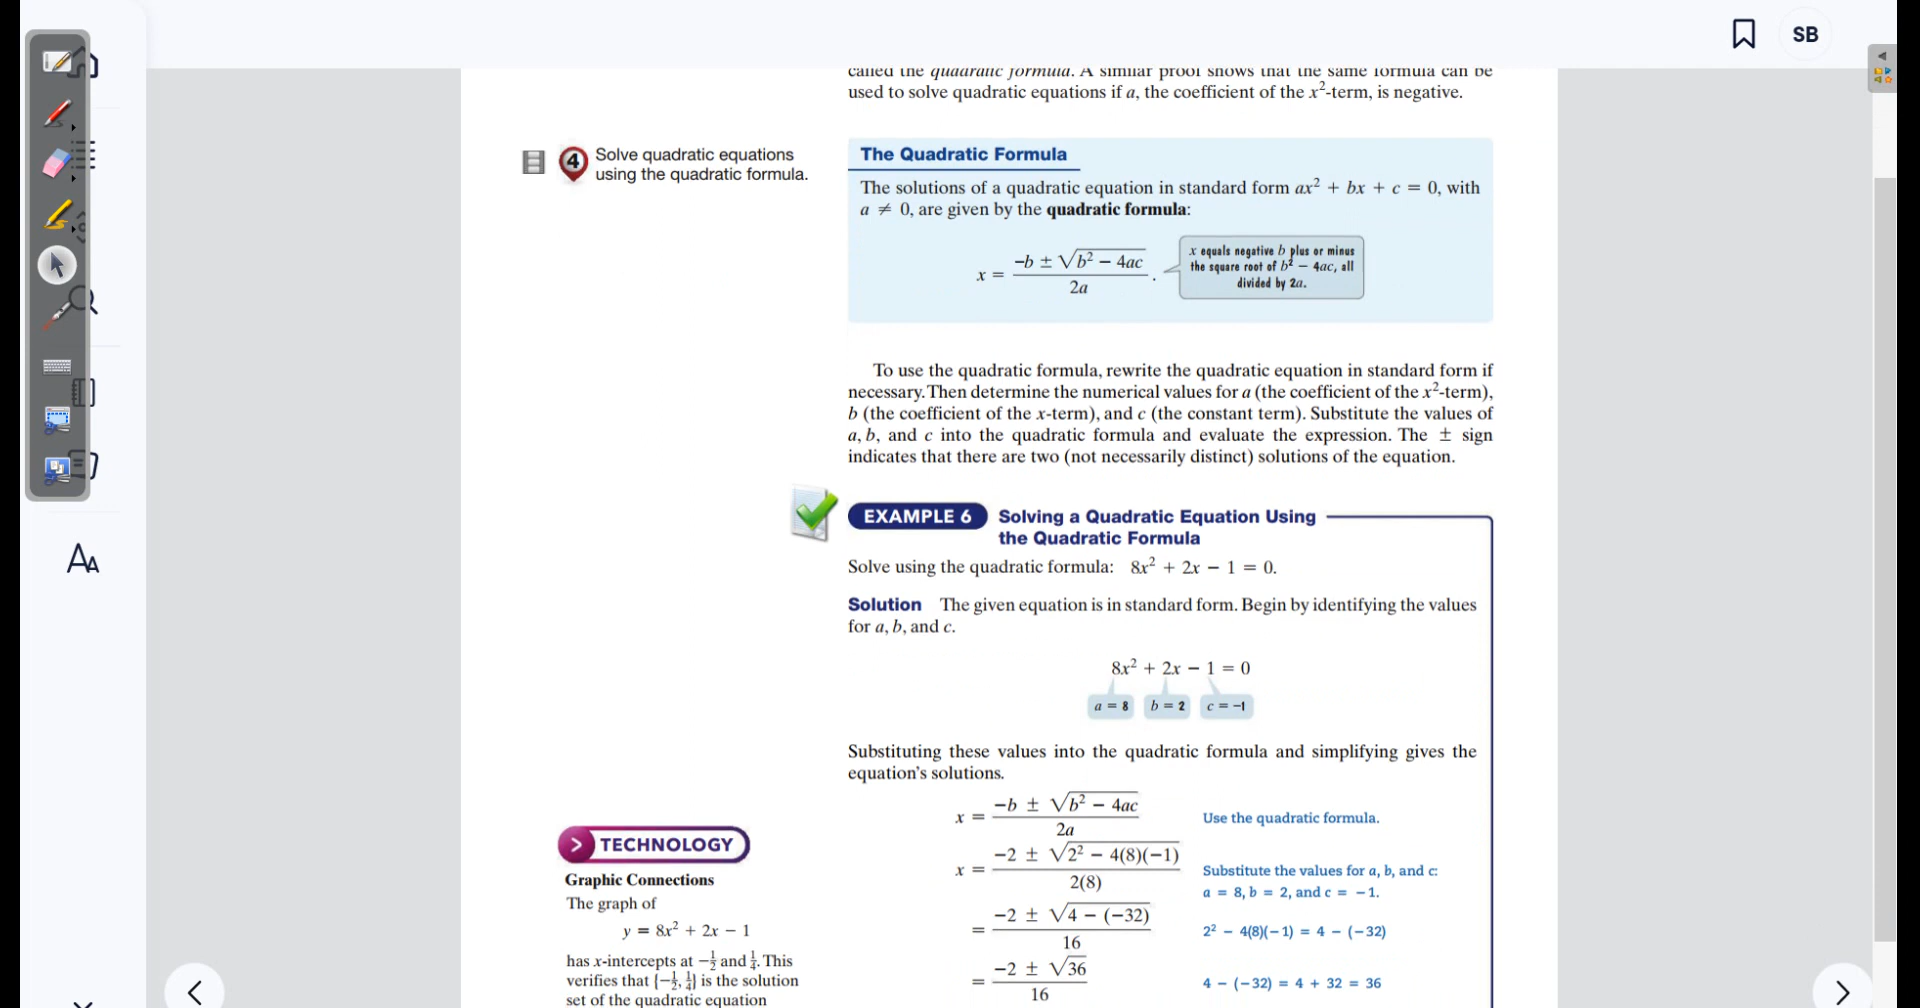 SB
called the quadratic formula. A similar proof shows that the same formula can be
used to solve quadratic equations if a, the coefficient of the x²-term, is negative.
4 Solve quadratic equations
using the quadratic formula.
The Quadratic Formula
The solutions of a quadratic equation in standard form ax² + bx + c = 0, with
a ≠ 0, are given by the quadratic formula:
x = (−b ± √(b² − 4ac)) / 2a.
x equals negative b plus or minus
the square root of b² − 4ac, all
divided by 2a.
To use the quadratic formula, rewrite the quadratic equation in standard form if
necessary. Then determine the numerical values for a (the coefficient of the x²-term),
b (the coefficient of the x-term), and c (the constant term). Substitute the values of
a, b, and c into the quadratic formula and evaluate the expression. The ± sign
indicates that there are two (not necessarily distinct) solutions of the equation.
EXAMPLE 6 Solving a Quadratic Equation Using
the Quadratic Formula
Solve using the quadratic formula: 8x² + 2x − 1 = 0.
Solution The given equation is in standard form. Begin by identifying the values
for a, b, and c.
8x² + 2x − 1 = 0
a = 8 b = 2 c = −1
Substituting these values into the quadratic formula and simplifying gives the
equation's solutions.
x = (−b ± √(b² − 4ac)) / 2a Use the quadratic formula.
x = (−2 ± √(2² − 4(8)(−1))) / 2(8) Substitute the values for a, b, and c:
a = 8, b = 2, and c = −1.
= (−2 ± √(4 − (−32))) / 16 2² − 4(8)(−1) = 4 − (−32)
= (−2 ± √36) / 16 4 − (−32) = 4 + 32 = 36
TECHNOLOGY
Graphic Connections
The graph of
y = 8x² + 2x − 1
has x-intercepts at −1/2 and 1/4. This
verifies that {−1/2, 1/4} is the solution
set of the quadratic equation
AA